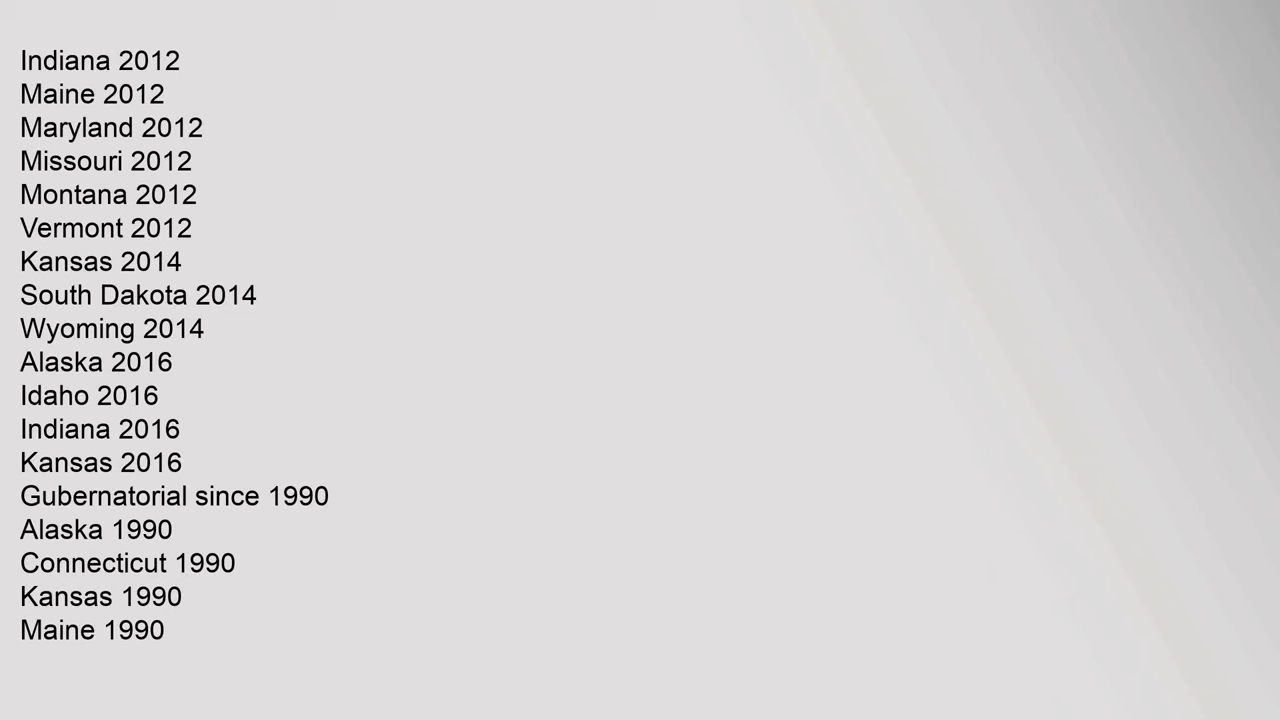 Indiana 2012
Maine 2012
Maryland 2012
Missouri 2012
Montana 2012
Vermont 2012
Kansas 2014
South Dakota 2014
Wyoming 2014
Alaska 2016
Idaho 2016
Indiana 2016
Kansas 2016
Gubernatorial since 1990
Alaska 1990
Connecticut 1990
Kansas 1990
Maine 1990